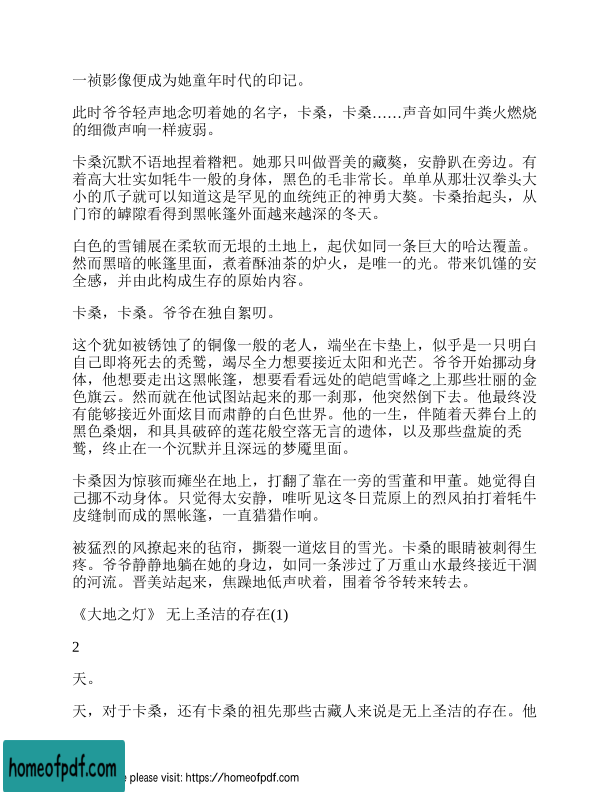 一祯影像便成为她童年时代的印记。
此时爷爷轻声地念叨着她的名字，卡桑，卡桑……声音如同牛粪火燃烧
的细微声响一样疲弱。
卡桑沉默不语地捏着糌粑。她那只叫做晋美的藏獒，安静趴在旁边。有
着高大壮实如牦牛一般的身体，黑色的毛非常长。单单从那壮汉拳头大
小的爪子就可以知道这是罕见的血统纯正的神勇大獒。卡桑抬起头，从
门帘的罅隙看得到黑帐篷外面越来越深的冬天。
白色的雪铺展在柔软而无垠的土地上，起伏如同一条巨大的哈达覆盖。
然而黑暗的帐篷里面，煮着酥油茶的炉火，是唯一的光。带来饥馑的安
全感，并由此构成生存的原始内容。
卡桑，卡桑。爷爷在独自絮叨。
这个犹如被锈蚀了的铜像一般的老人，端坐在卡垫上，似乎是一只明白
自己即将死去的秃鹫，竭尽全力想要接近太阳和光芒。爷爷开始挪动身
体，他想要走出这黑帐篷，想要看看远处的皑皑雪峰之上那些壮丽的金
色旗云。然而就在他试图站起来的那一刹那，他突然倒下去。他最终没
有能够接近外面炫目而肃静的白色世界。他的一生，伴随着天葬台上的
黑色桑烟，和具具破碎的莲花般空落无言的遗体，以及那些盘旋的秃
鹫，终止在一个沉默并且深远的梦魇里面。
卡桑因为惊骇而瘫坐在地上，打翻了靠在一旁的雪董和甲董。她觉得自
己挪不动身体。只觉得太安静，唯听见这冬日荒原上的烈风拍打着牦牛
皮缝制而成的黑帐篷，一直猎猎作响。
被猛烈的风撩起来的毡帘，撕裂一道炫目的雪光。卡桑的眼睛被刺得生
疼。爷爷静静地躺在她的身边，如同一条涉过了万重山水最终接近干涸
的河流。晋美站起来，焦躁地低声吠着，围着爷爷转来转去。
《大地之灯》 无上圣洁的存在(1)
2
天。
天，对于卡桑，还有卡桑的祖先那些古藏人来说是无上圣洁的存在。他
homeofpdf.com
e please visit: https://homeofpdf.com